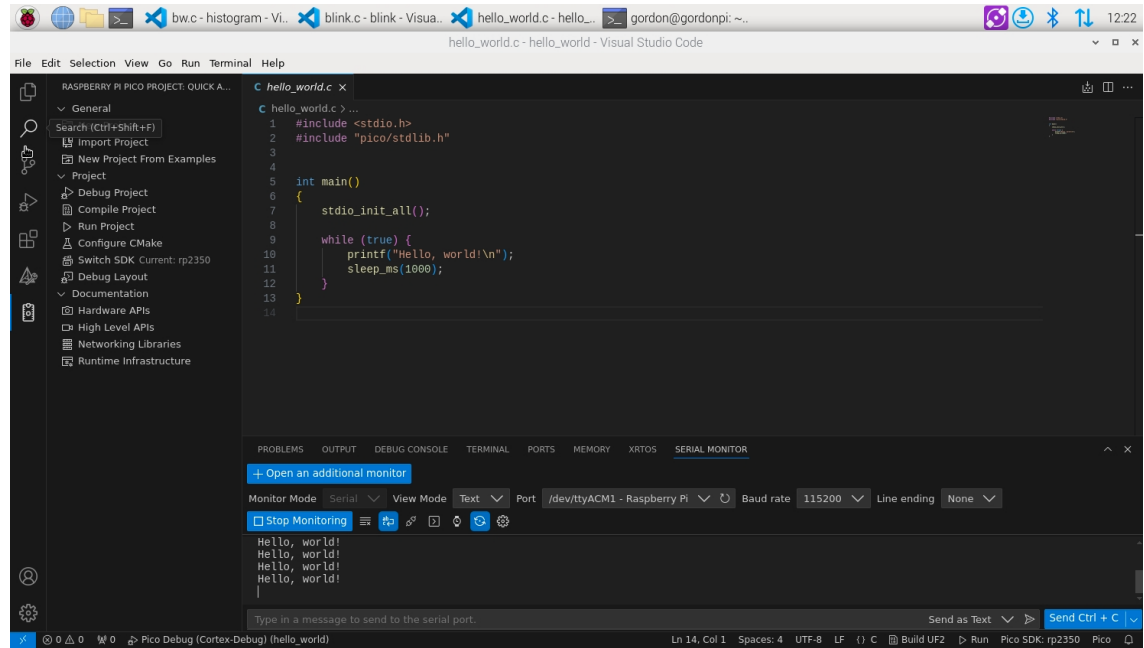 bw.c - histogram - Vi.. blink.c - blink - Visua.. hello_world.c - hello_.. gordon@gordonpi: ~.. 12:22
hello_world.c - hello_world - Visual Studio Code
File Edit Selection View Go Run Terminal Help
RASPBERRY PI PICO PROJECT: QUICK A...
General
Search (Ctrl+Shift+F)
Import Project
New Project From Examples
Project
Debug Project
Compile Project
Run Project
Configure CMake
Switch SDK Current: rp2350
Debug Layout
Documentation
Hardware APIs
High Level APIs
Networking Libraries
Runtime Infrastructure
C hello_world.c ×
C hello_world.c > ...
1 #include <stdio.h>
2 #include "pico/stdlib.h"
3
4
5 int main()
6 {
7 stdio_init_all();
8
9 while (true) {
10 printf("Hello, world!\n");
11 sleep_ms(1000);
12 }
13 }
14
PROBLEMS OUTPUT DEBUG CONSOLE TERMINAL PORTS MEMORY XRTOS SERIAL MONITOR
+ Open an additional monitor
Monitor Mode Serial View Mode Text Port /dev/ttyACM1 - Raspberry Pi Baud rate 115200 Line ending None
Stop Monitoring
Hello, world!
Hello, world!
Hello, world!
Hello, world!
Type in a message to send to the serial port. Send as Text Send Ctrl + C
0 0 0 Pico Debug (Cortex-Debug) (hello_world) Ln 14, Col 1 Spaces: 4 UTF-8 LF {} C Build UF2 Run Pico SDK: rp2350 Pico